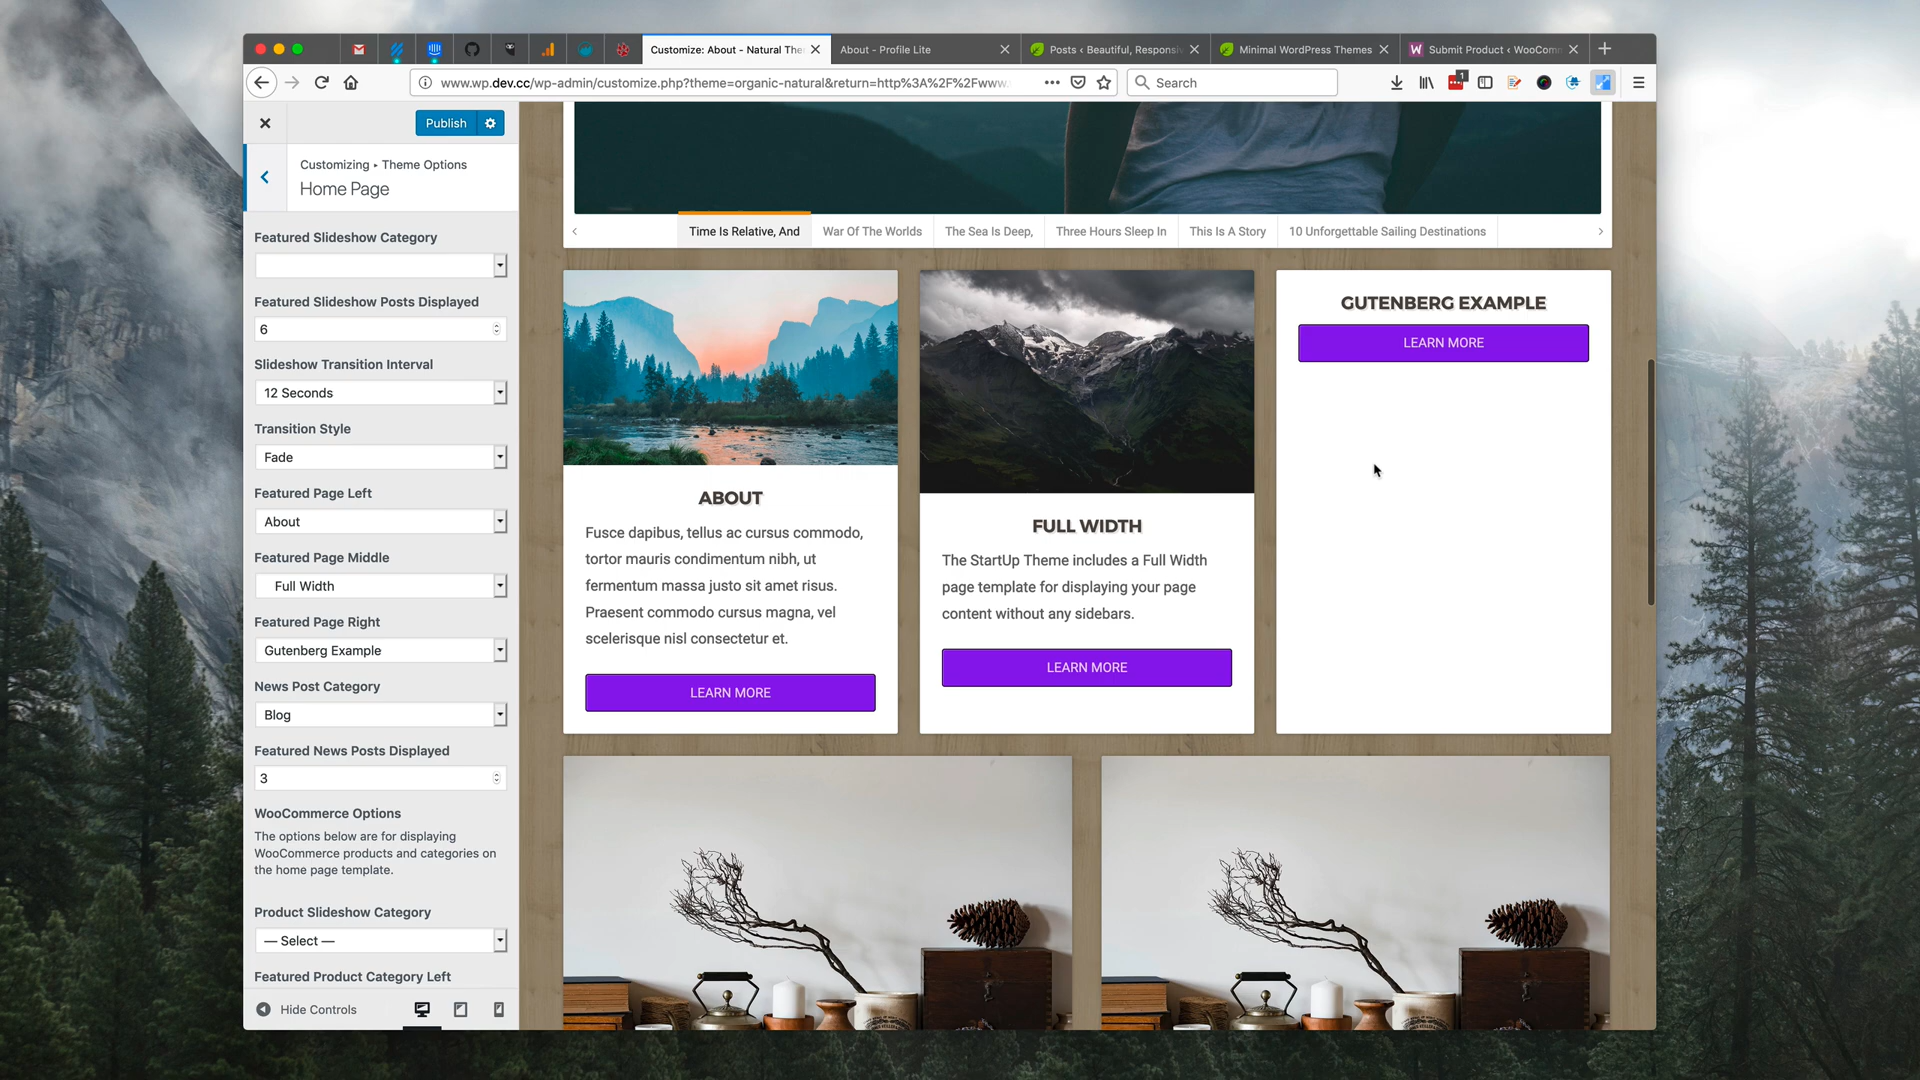 Customize: About - Natural The
About - Profile Lite
Posts ‹ Beautiful, Responsiv
Minimal WordPress Themes
Submit Product ‹ WooComm
www.wp.dev.cc/wp-admin/customize.php?theme=organic-natural&return=http%3A%2F%2Fwww.
Search
1
Publish
Customizing ▸ Theme Options
Home Page
Featured Slideshow Category
Featured Slideshow Posts Displayed
6
Slideshow Transition Interval
12 Seconds
Transition Style
Fade
Featured Page Left
About
Featured Page Middle
Full Width
Featured Page Right
Gutenberg Example
News Post Category
Blog
Featured News Posts Displayed
3
WooCommerce Options
The options below are for displaying
WooCommerce products and categories on
the home page template.
Product Slideshow Category
— Select —
Featured Product Category Left
Hide Controls
Time Is Relative, And
War Of The Worlds
The Sea Is Deep,
Three Hours Sleep In
This Is A Story
10 Unforgettable Sailing Destinations
ABOUT
Fusce dapibus, tellus ac cursus commodo,
tortor mauris condimentum nibh, ut
fermentum massa justo sit amet risus.
Praesent commodo cursus magna, vel
scelerisque nisl consectetur et.
LEARN MORE
FULL WIDTH
The StartUp Theme includes a Full Width
page template for displaying your page
content without any sidebars.
LEARN MORE
GUTENBERG EXAMPLE
LEARN MORE